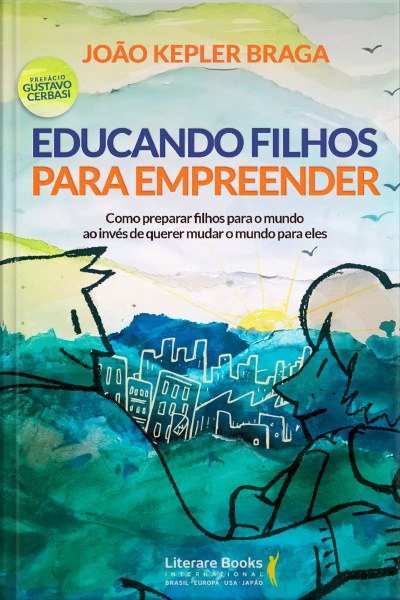 JOÃO KEPLER BRAGA
PREFÁCIO
GUSTAVO
CERBASI
EDUCANDO FILHOS
PARA EMPREENDER
Como preparar filhos para o mundo
ao invés de querer mudar o mundo para eles
Literare Books
INTERNATIONAL
BRASIL · EUROPA · USA · JAPÃO